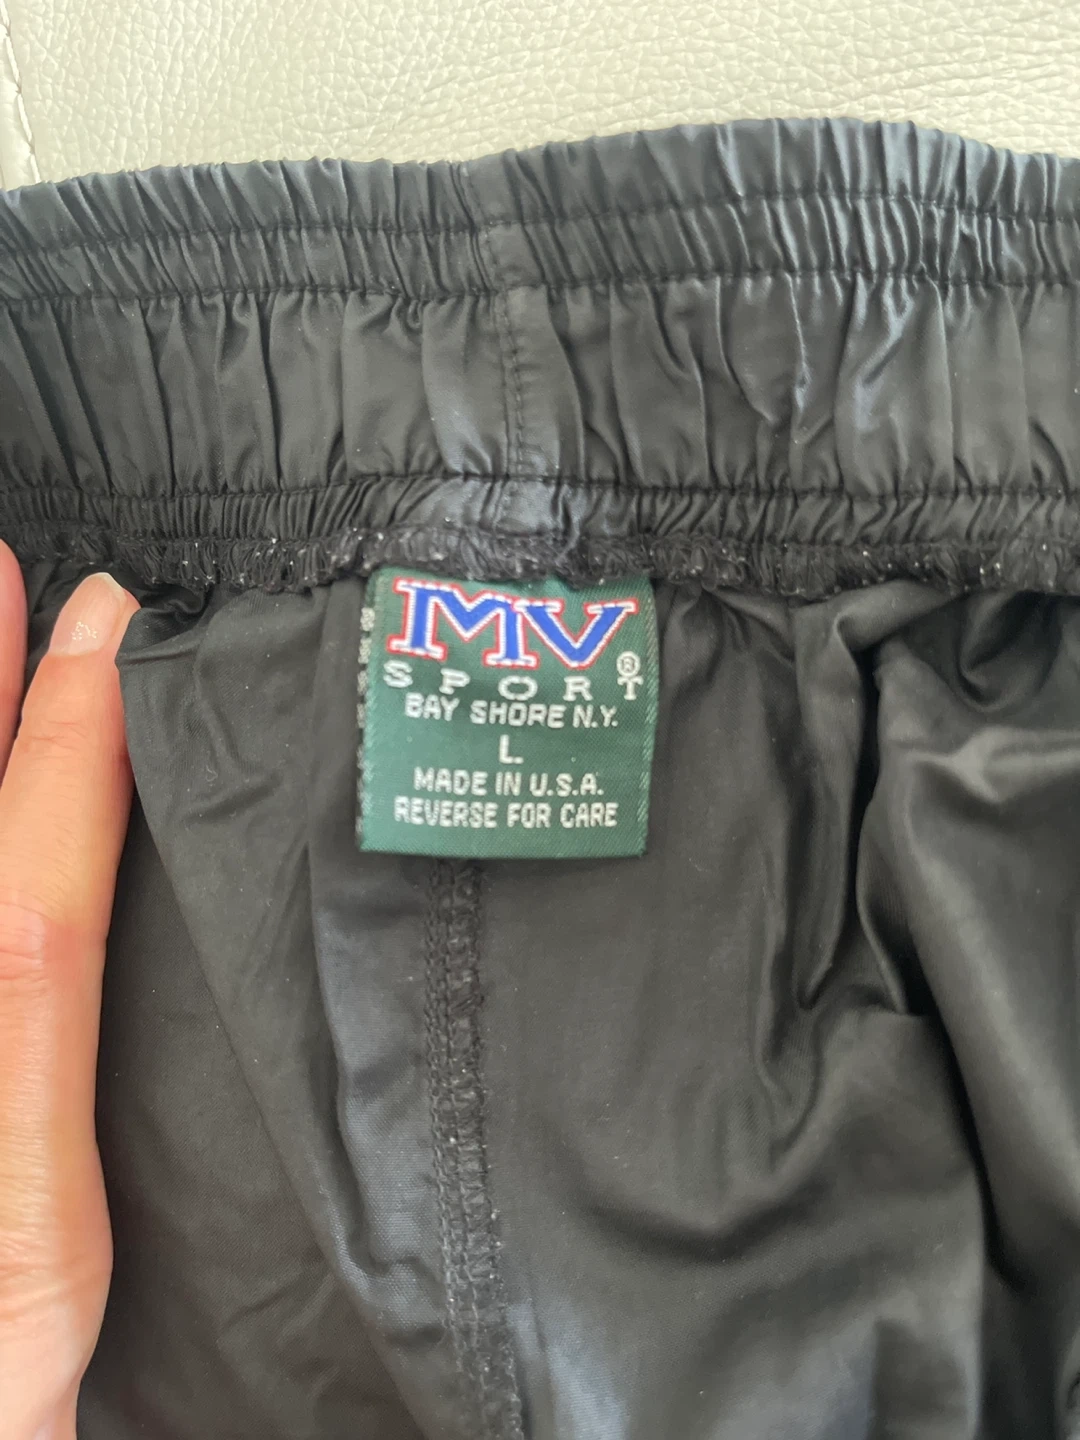 MV
SPORT®
BAY SHORE N.Y.
L
MADE IN U.S.A.
REVERSE FOR CARE